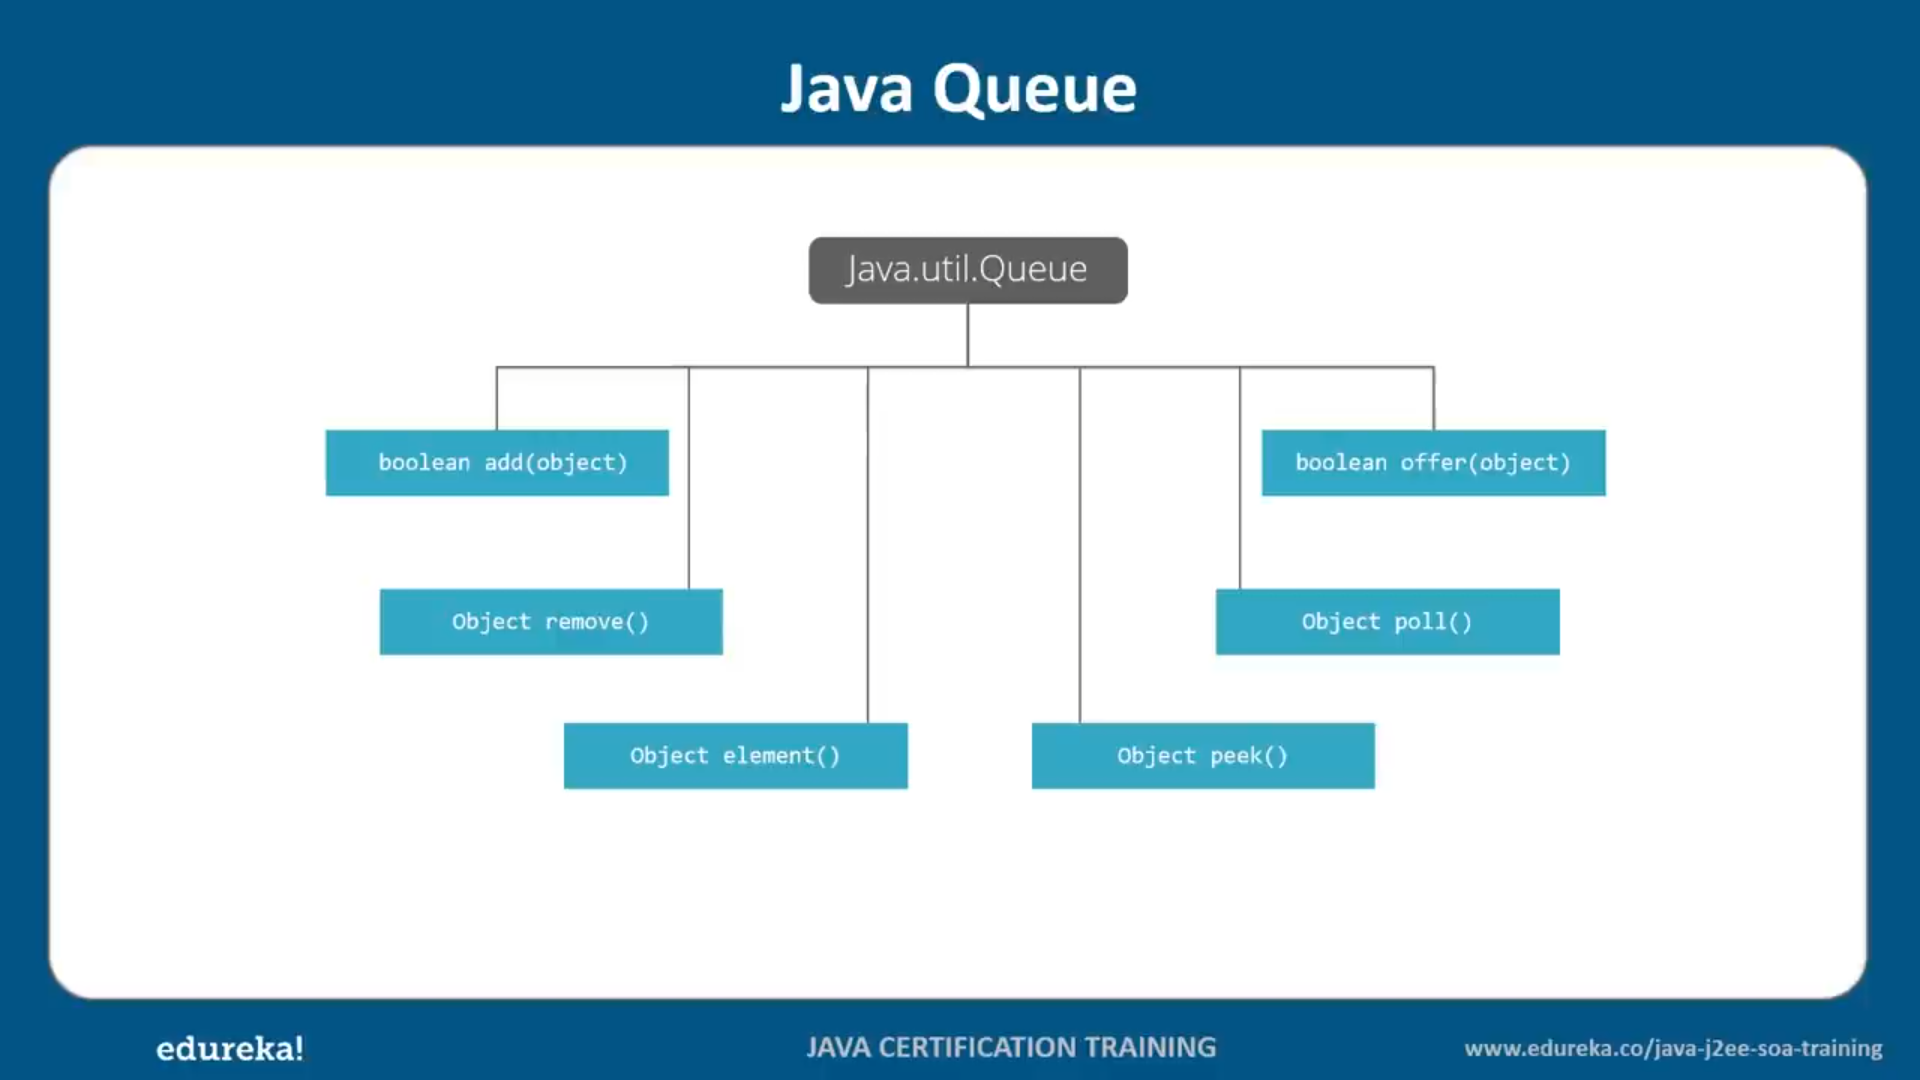 Java Queue
Java.util.Queue
boolean add(object)
boolean offer(object)
Object remove()
Object poll()
Object element()
Object peek()
edureka!
JAVA CERTIFICATION TRAINING
www.edureka.co/java-j2ee-soa-training